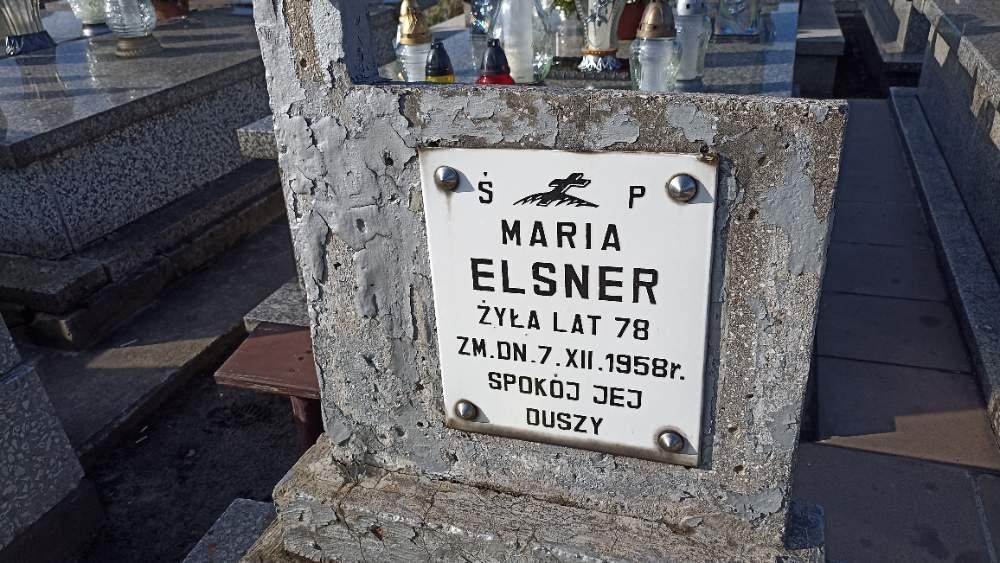 Ś P
MARIA
ELSNER
ŻYŁA LAT 78
ZM.DN.7.XII.1958r.
SPOKÓJ JEJ
DUSZY